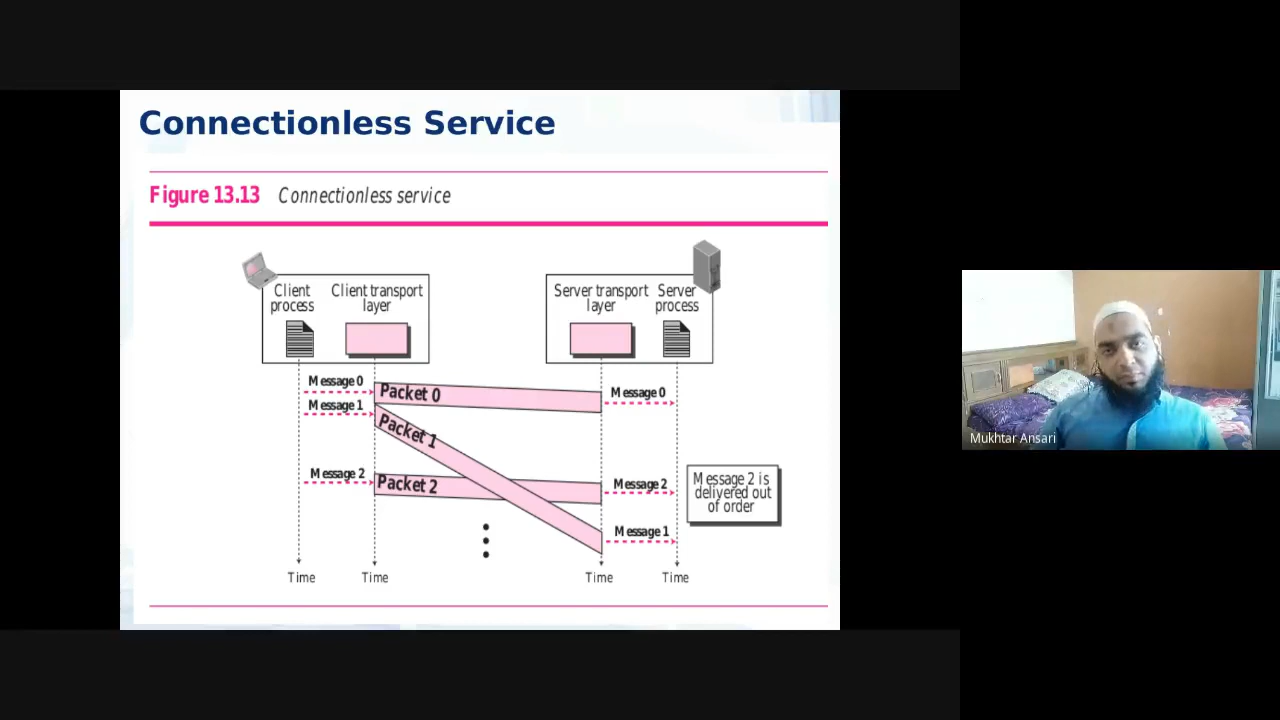 Connectionless Service
Figure 13.13 Connectionless service
Client process
Client transport layer
Server transport layer
Server process
Message 0
Packet 0
Message 0
Message 1
Packet 1
Message 2
Packet 2
Message 2
Message 2 is
delivered out
of order
Message 1
Time
Time
Time
Time
Mukhtar Ansari